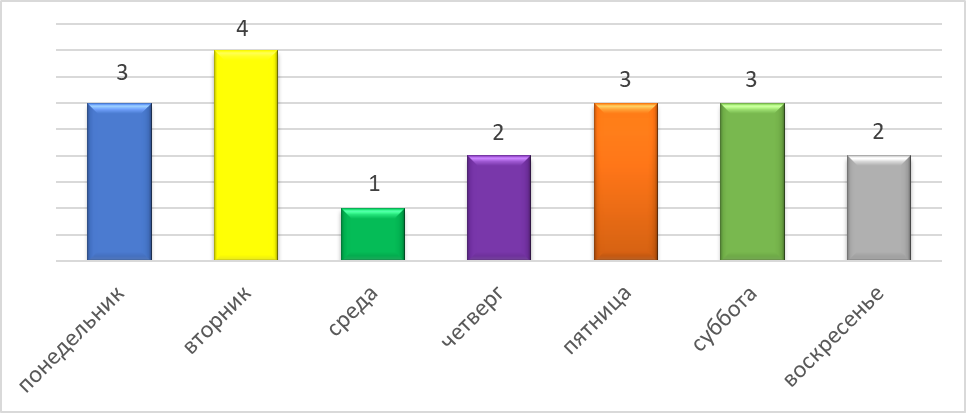 3
4
1
2
3
3
2
понедельник
вторник
среда
четверг
пятница
суббота
воскресенье